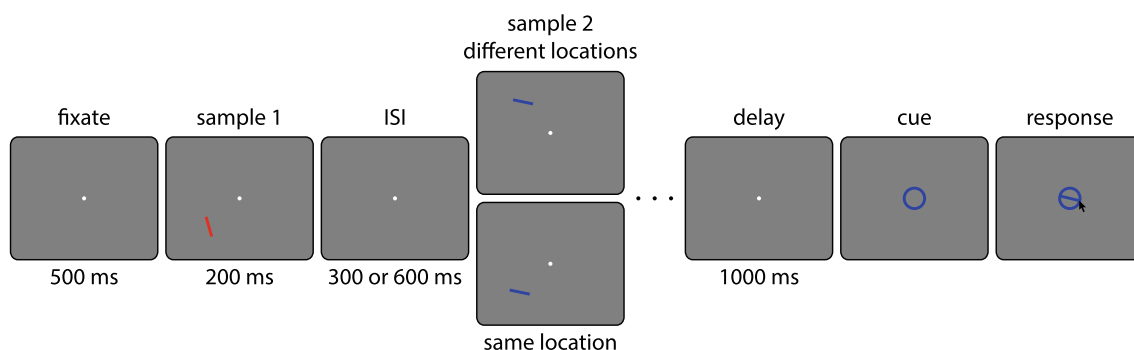 sample 2
different locations
fixate
sample 1
ISI
delay
cue
response
. . .
500 ms
200 ms
300 or 600 ms
1000 ms
same location